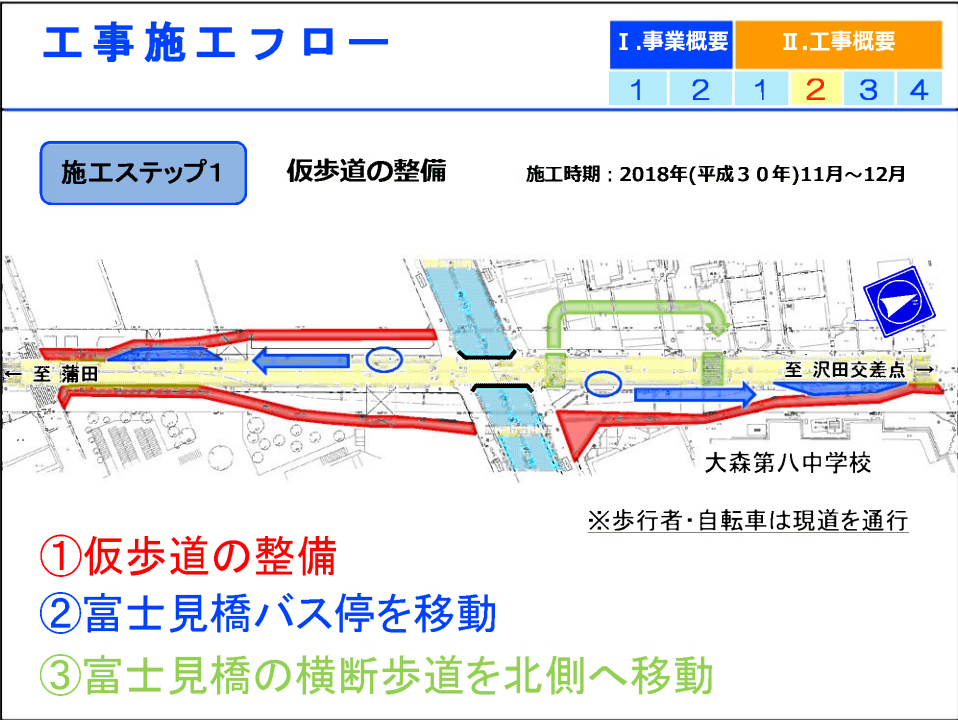 工事施工フロー
Ⅰ.事業概要
Ⅱ.工事概要
1 2 1 2 3 4
施工ステップ1
仮歩道の整備
施工時期：2018年(平成３０年)11月～12月
← 至 蒲田
至 沢田交差点 →
大森第八中学校
※歩行者・自転車は現道を通行
①仮歩道の整備
②富士見橋バス停を移動
③富士見橋の横断歩道を北側へ移動